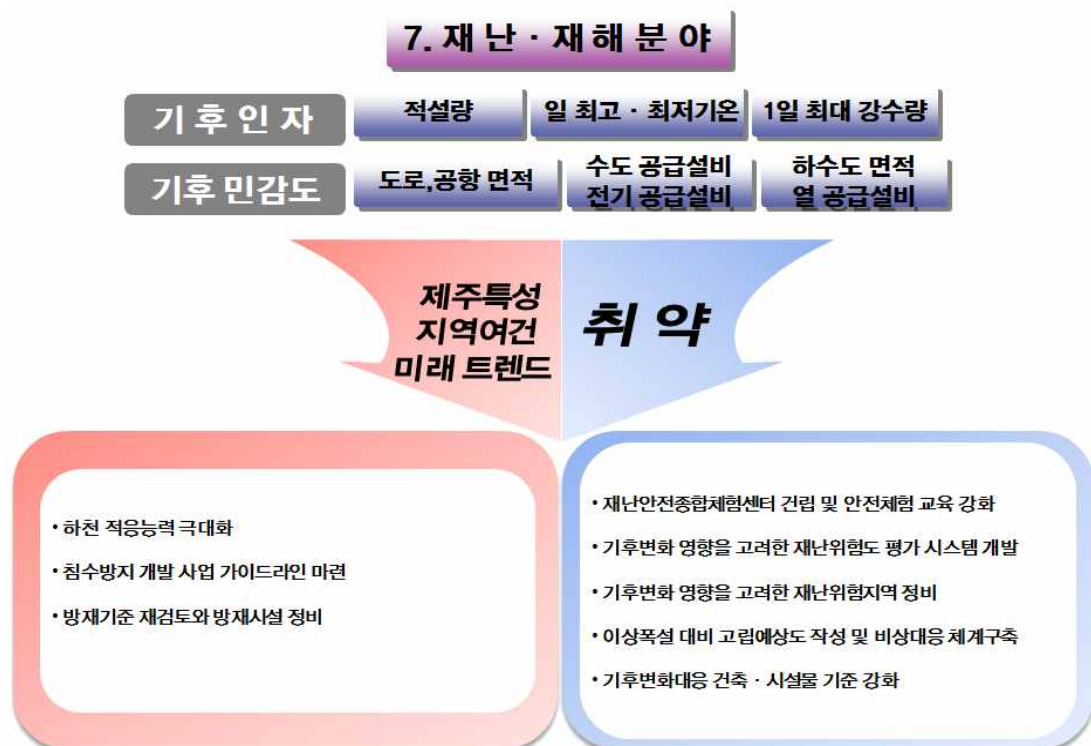 7. 재 난 · 재 해 분 야
기 후 인 자
적설량
일 최고 · 최저기온
1일 최대 강수량
기후 민감도
도로,공항 면적
수도 공급설비
전기 공급설비
하수도 면적
열 공급설비
제주특성
지역여건
미래 트렌드
취 약
• 하천 적응능력 극대화
• 침수방지 개발 사업 가이드라인 마련
• 방재기준 재검토와 방재시설 정비
• 재난안전종합체험센터 건립 및 안전체험 교육 강화
• 기후변화 영향을 고려한 재난위험도 평가 시스템 개발
• 기후변화 영향을 고려한 재난위험지역 정비
• 이상폭설 대비 고립예상도 작성 및 비상대응 체계구축
• 기후변화대응 건축 · 시설물 기준 강화